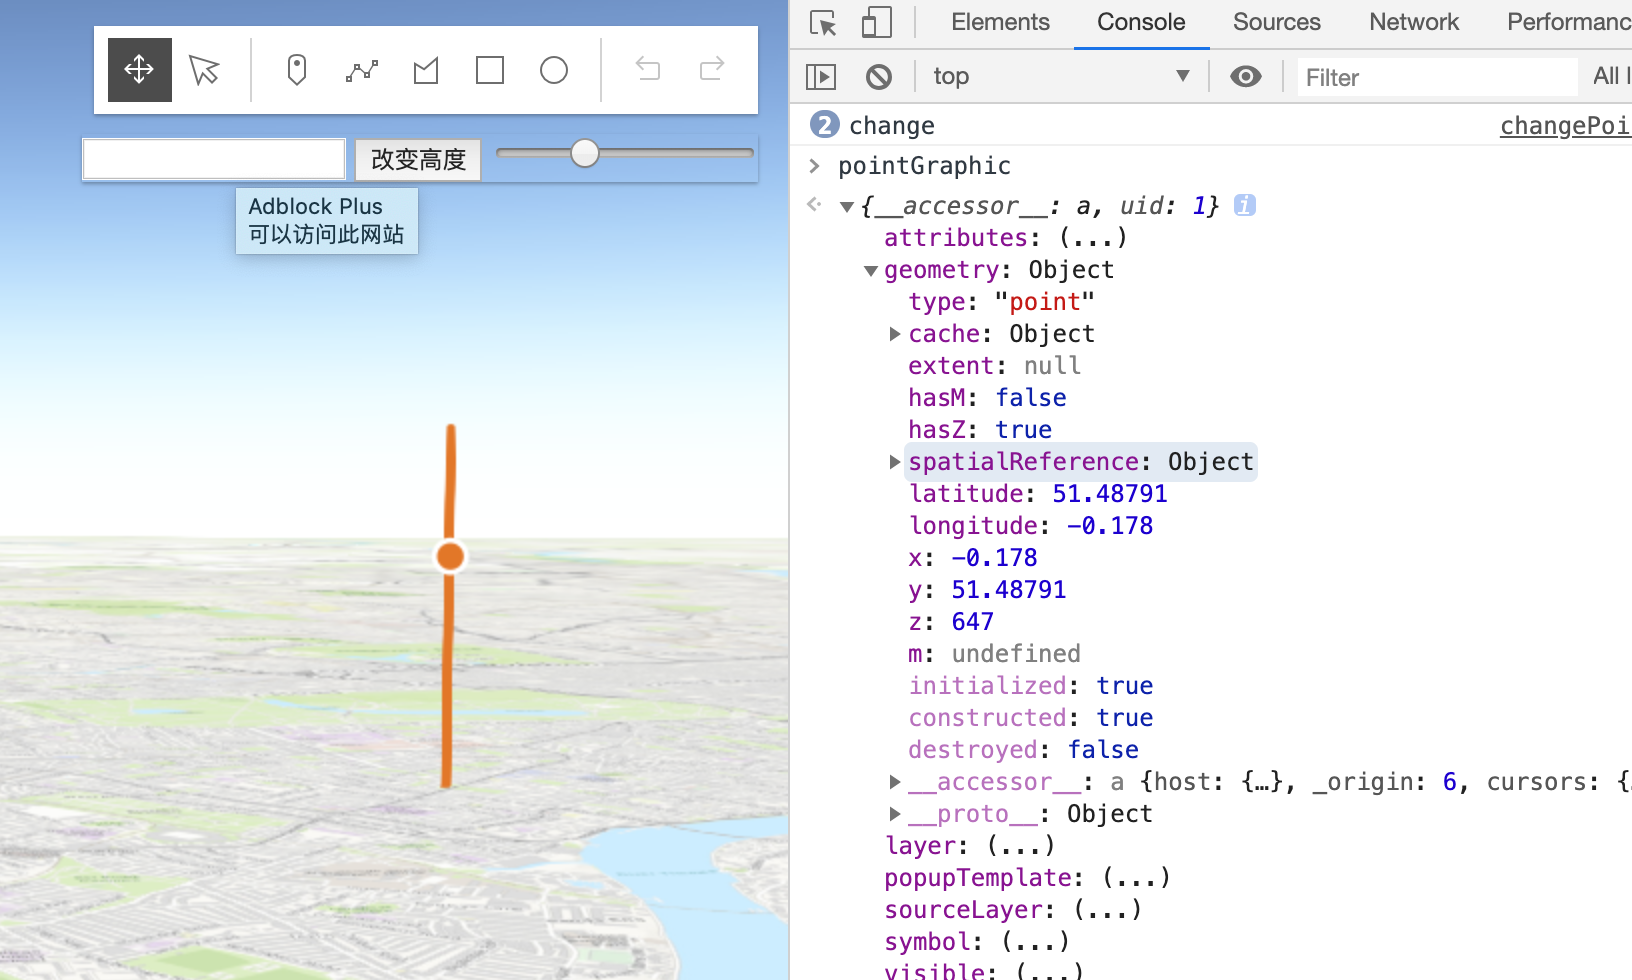 改变高度
Adblock Plus
可以访问此网站
Elements Console Sources Network Performanc
top ▼ Filter All l
2 change changePoi
> pointGraphic
{__accessor__: a, uid: 1} i
attributes: (...)
geometry: Object
type: "point"
cache: Object
extent: null
hasM: false
hasZ: true
spatialReference: Object
latitude: 51.48791
longitude: -0.178
x: -0.178
y: 51.48791
z: 647
m: undefined
initialized: true
constructed: true
destroyed: false
__accessor__: a {host: {…}, _origin: 6, cursors: {
__proto__: Object
layer: (...)
popupTemplate: (...)
sourceLayer: (...)
symbol: (...)
visible: (...)